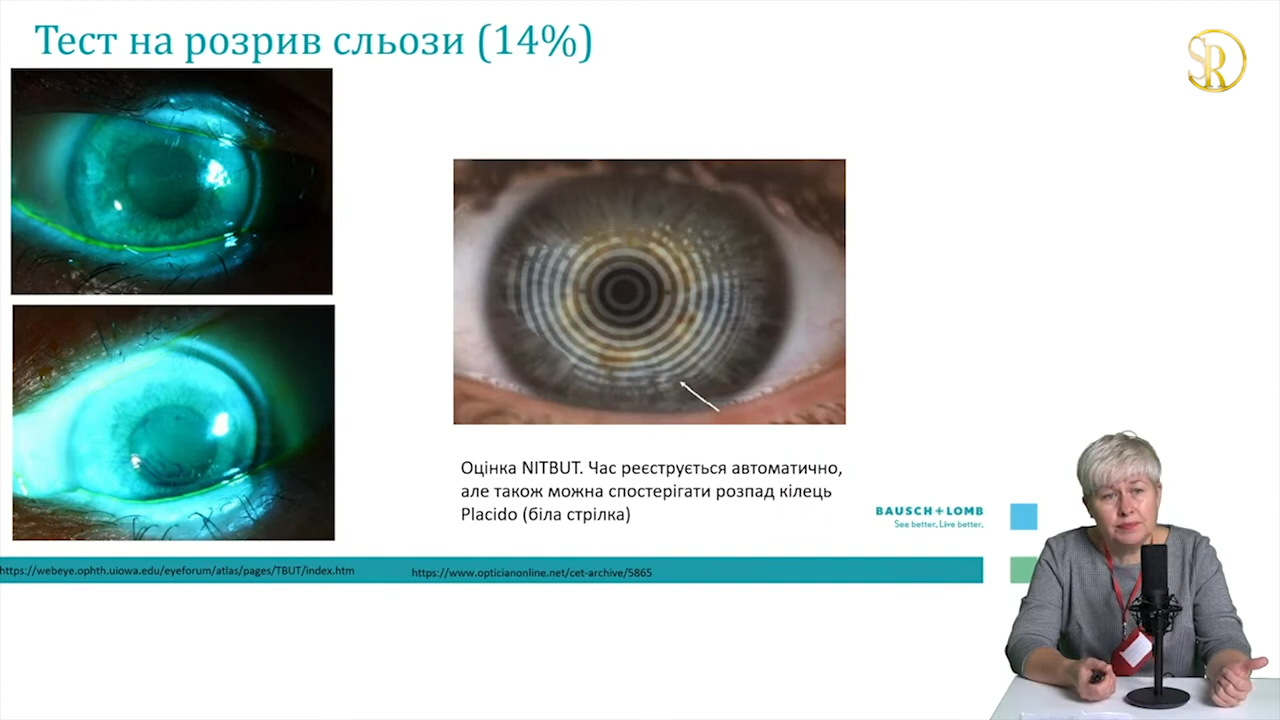 Тест на розрив сльози (14%)
SR
Оцінка NITBUT. Час реєструється автоматично,
але також можна спостерігати розпад кілець
Placido (біла стрілка)
BAUSCH + LOMB
See better. Live better.
https://webeye.ophth.uiowa.edu/eyeforum/atlas/pages/TBUT/index.htm
https://www.opticianonline.net/cet-archive/5865